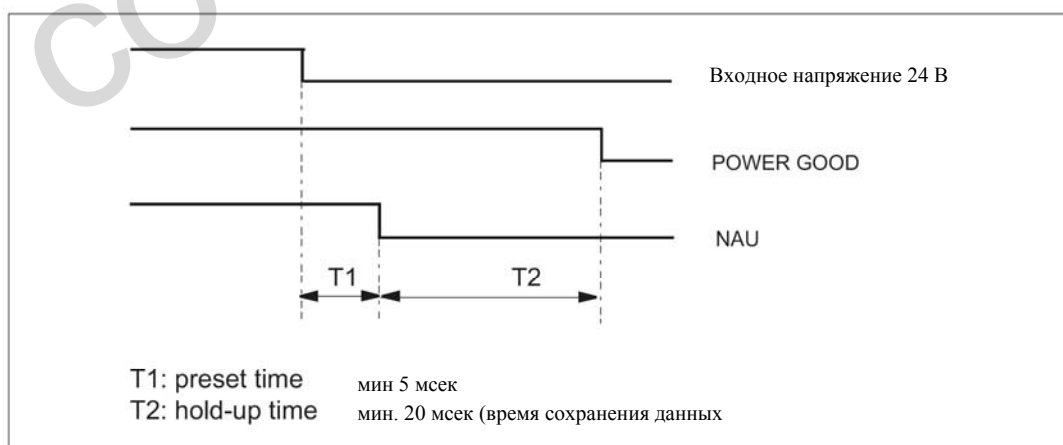 CO
Входное напряжение 24 В
POWER GOOD
NAU
T1 T2
T1: preset time мин 5 мсек
T2: hold-up time мин. 20 мсек (время сохранения данных